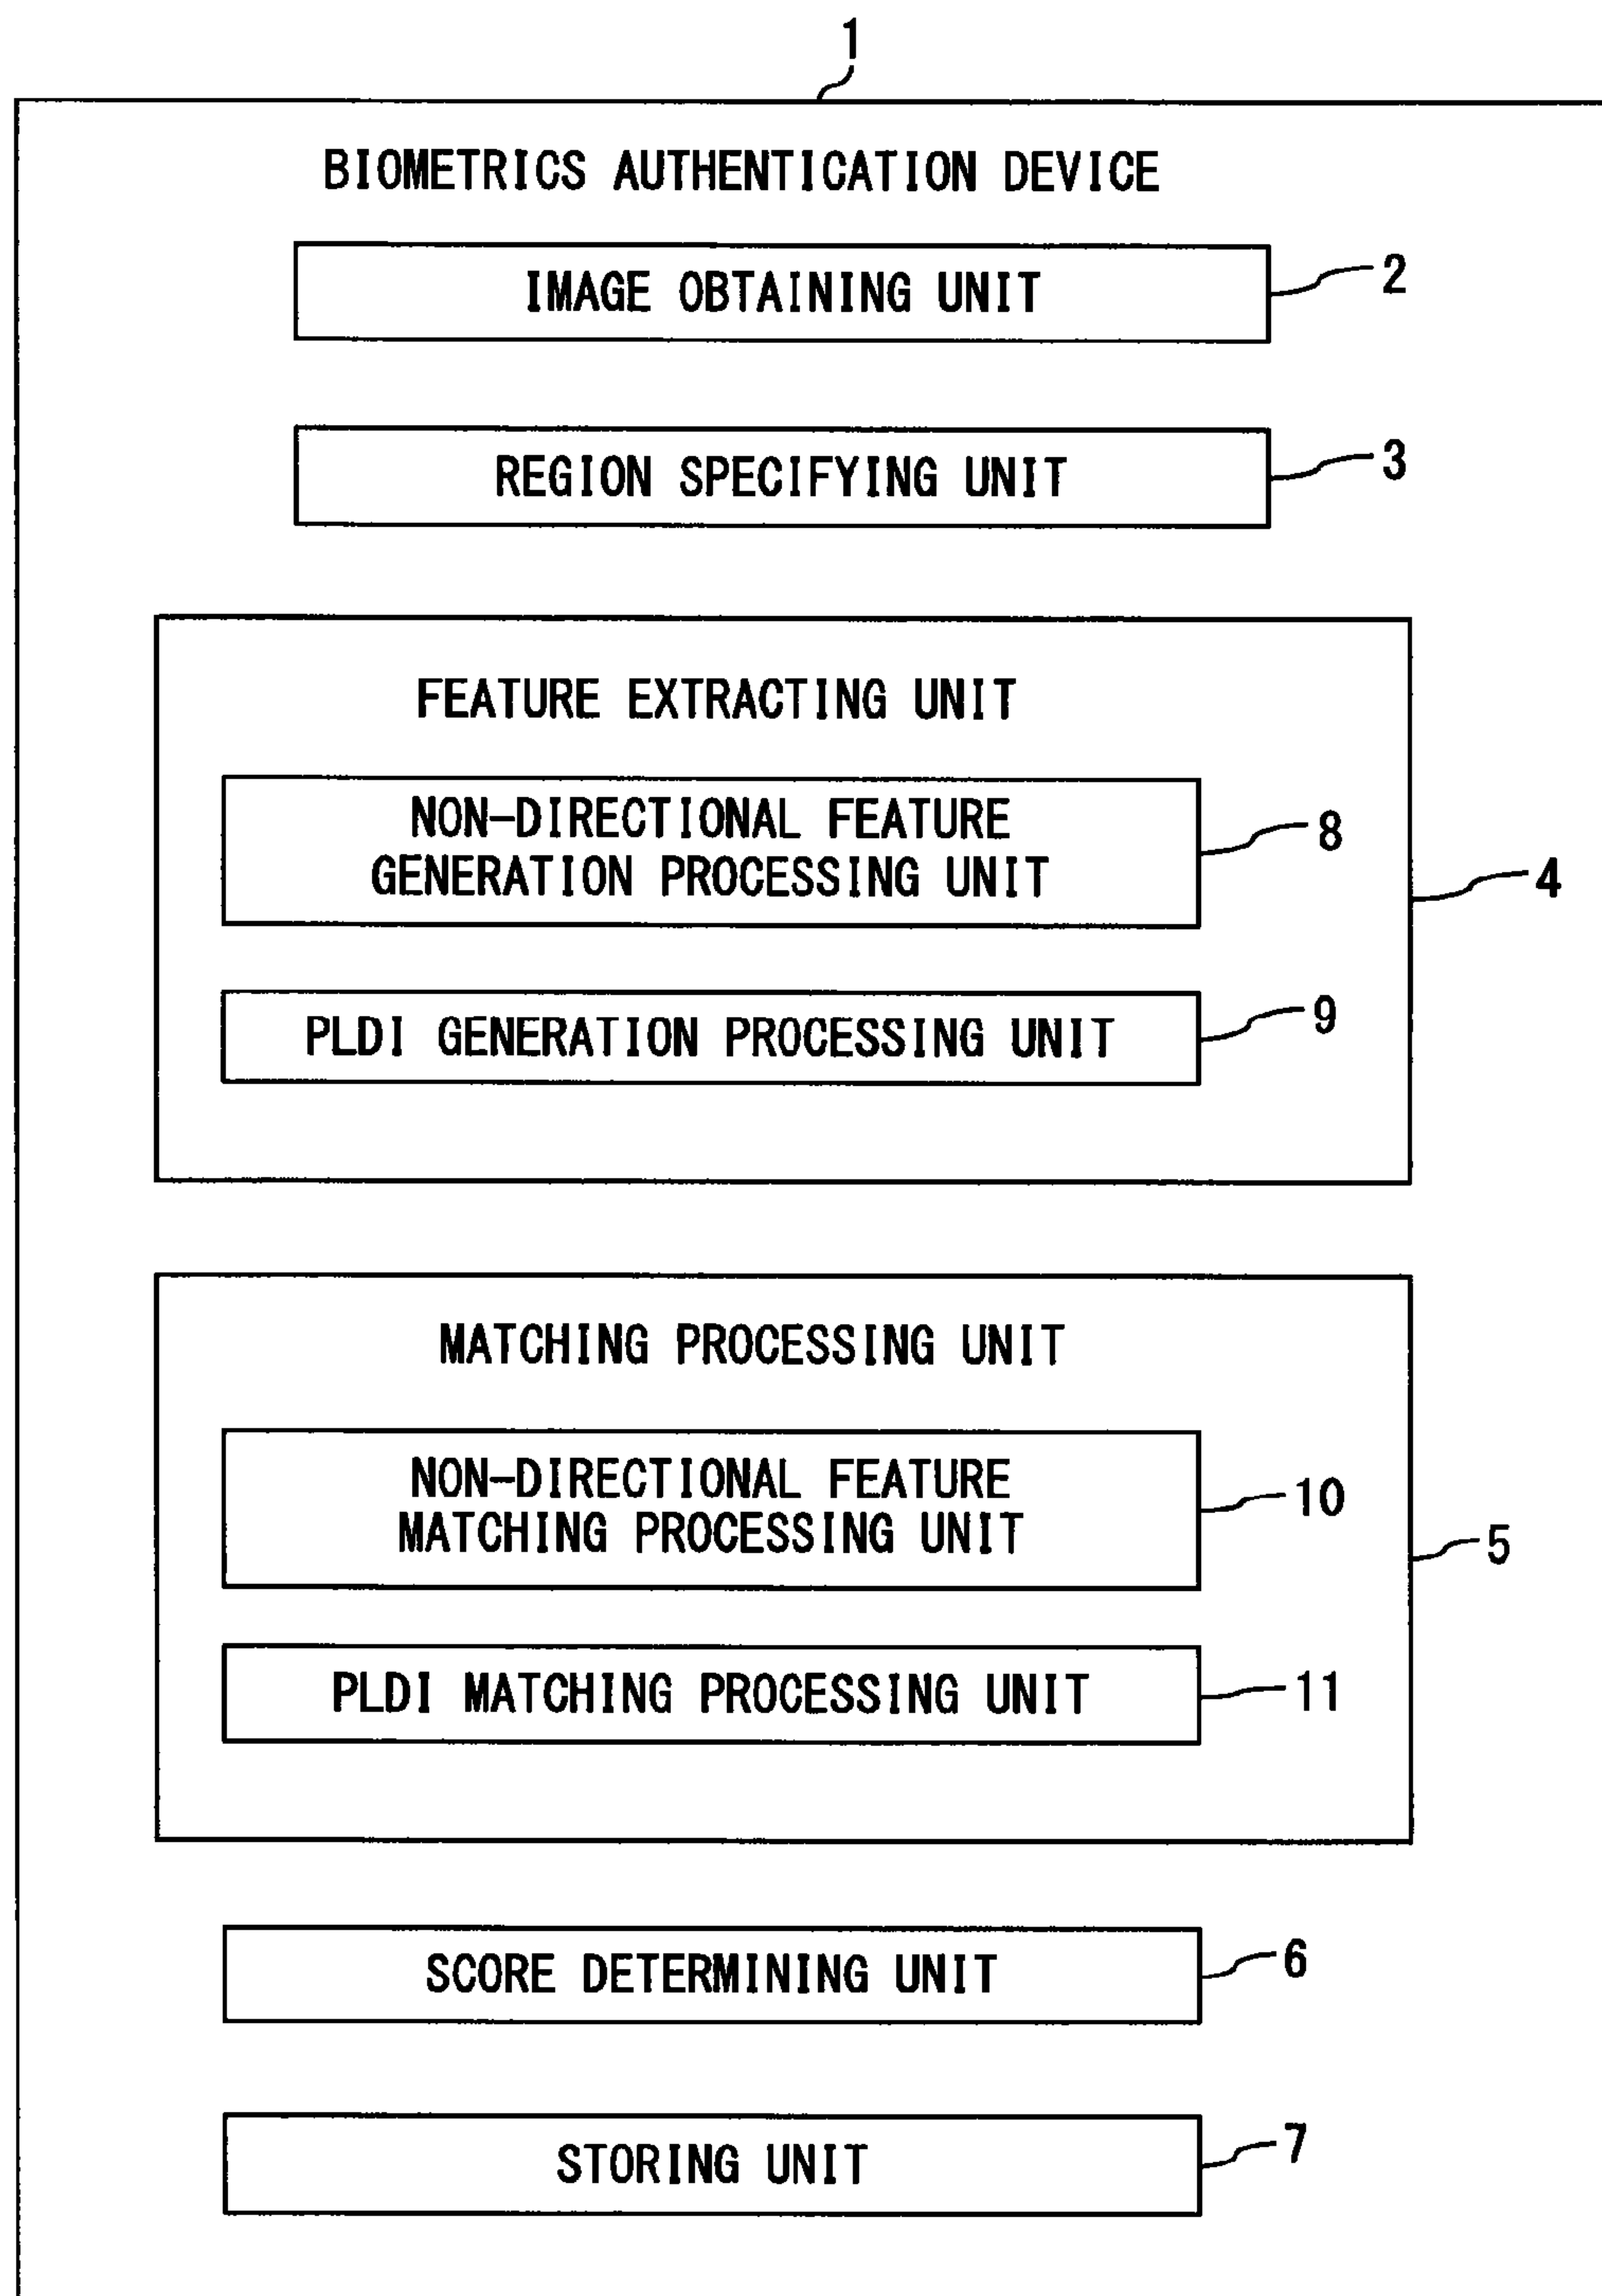 1
BIOMETRICS AUTHENTICATION DEVICE
IMAGE OBTAINING UNIT
2
REGION SPECIFYING UNIT
3
FEATURE EXTRACTING UNIT
NON-DIRECTIONAL FEATURE
GENERATION PROCESSING UNIT
8
4
PLDI GENERATION PROCESSING UNIT
9
MATCHING PROCESSING UNIT
NON-DIRECTIONAL FEATURE
MATCHING PROCESSING UNIT
10
5
PLDI MATCHING PROCESSING UNIT
11
SCORE DETERMINING UNIT
6
STORING UNIT
7